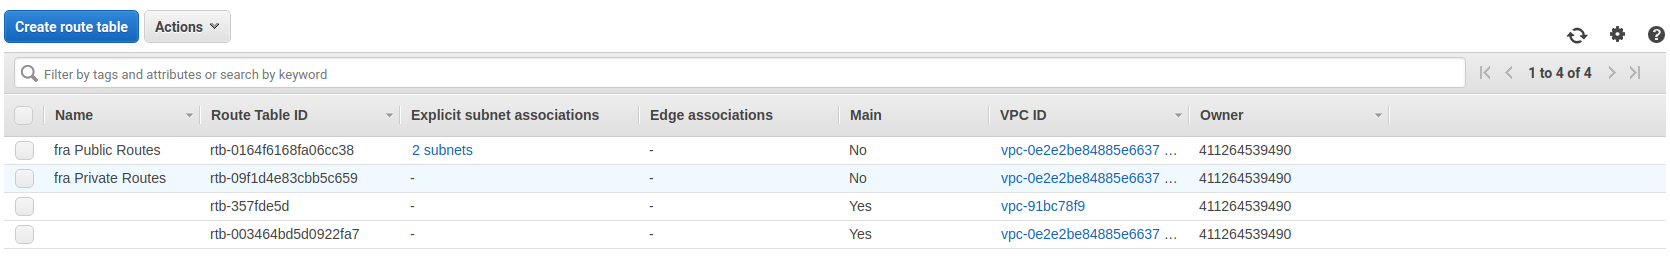 Create route table Actions
Filter by tags and attributes or search by keyword 1 to 4 of 4
Name Route Table ID Explicit subnet associations Edge associations Main VPC ID Owner
fra Public Routes rtb-0164f6168fa06cc38 2 subnets - No vpc-0e2e2be84885e6637 ... 411264539490
fra Private Routes rtb-09f1d4e83cbb5c659 - - No vpc-0e2e2be84885e6637 ... 411264539490
rtb-357fde5d - - Yes vpc-91bc78f9 411264539490
rtb-003464bd5d0922fa7 - - Yes vpc-0e2e2be84885e6637 ... 411264539490